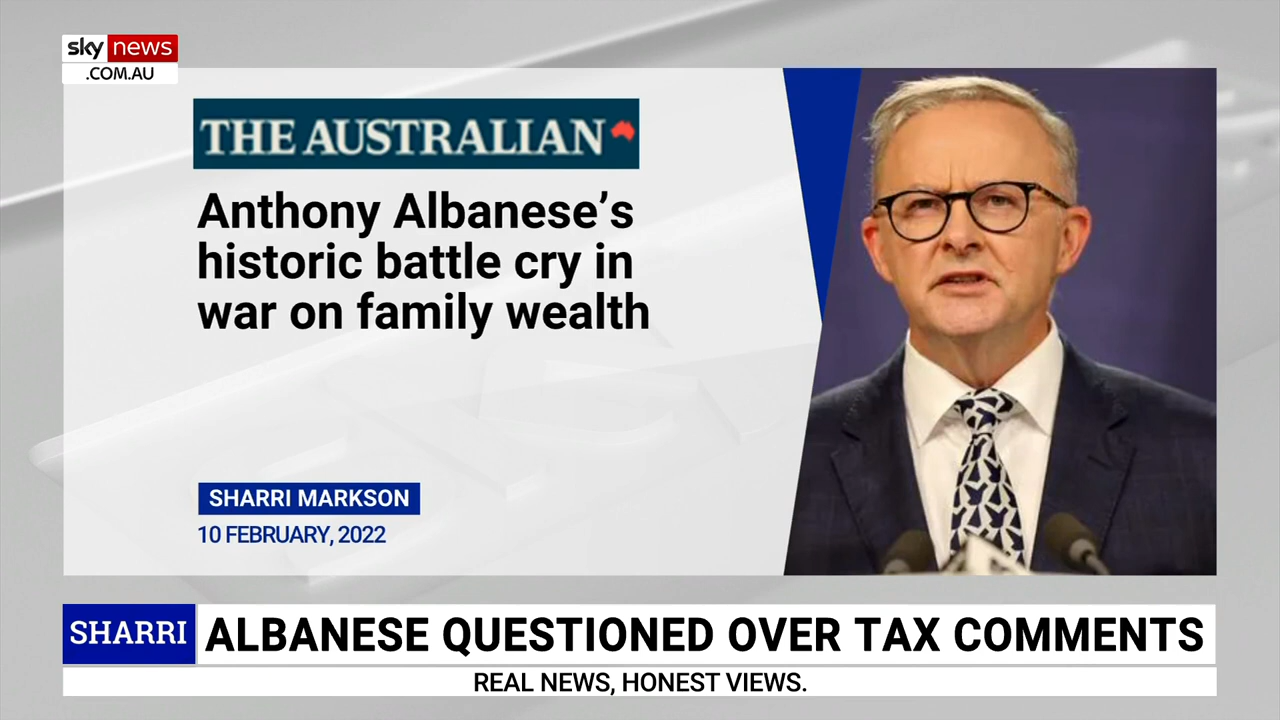 sky news
.COM.AU
THE AUSTRALIAN
Anthony Albanese’s
historic battle cry in
war on family wealth
SHARRI MARKSON
10 FEBRUARY, 2022
SHARRI
ALBANESE QUESTIONED OVER TAX COMMENTS
REAL NEWS, HONEST VIEWS.